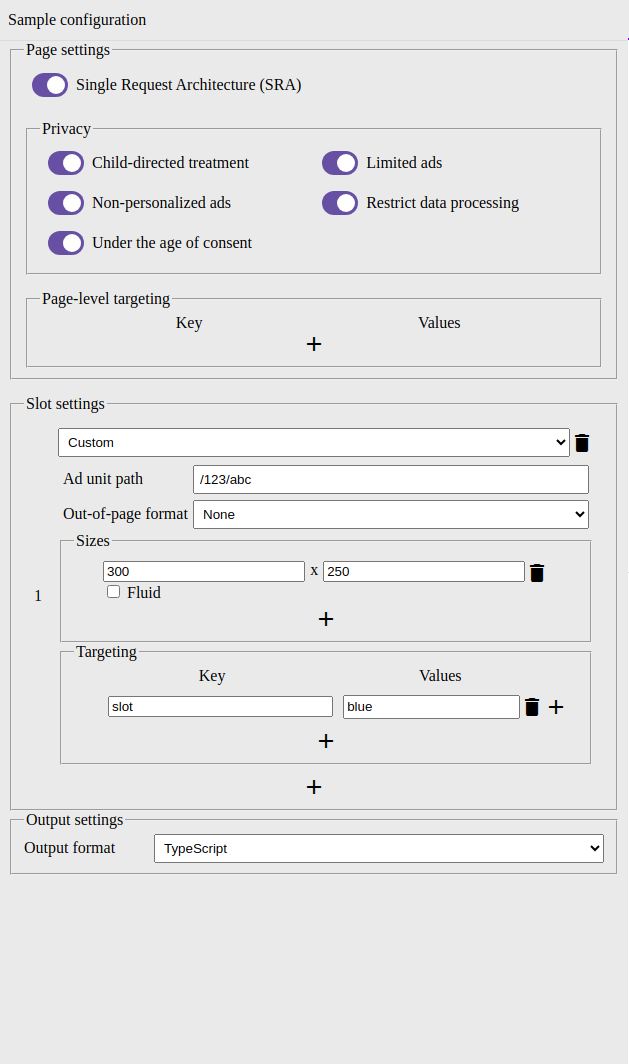 Sample configuration
Page settings
Single Request Architecture (SRA)
Privacy
Child-directed treatment
Limited ads
Non-personalized ads
Restrict data processing
Under the age of consent
Page-level targeting
Key Values
+
Slot settings
Custom
Ad unit path /123/abc
Out-of-page format None
Sizes
300 x 250
1
Fluid
+
Targeting
Key Values
slot blue +
+
+
Output settings
Output format TypeScript